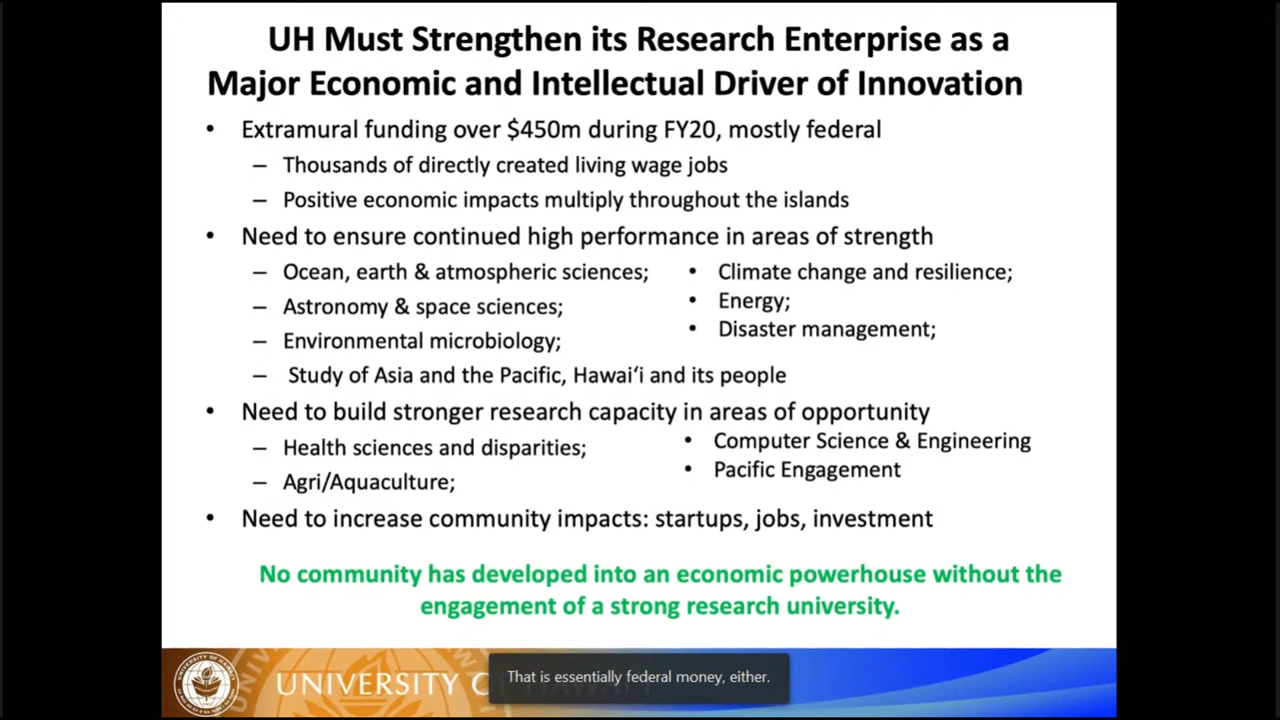 UH Must Strengthen its Research Enterprise as a
Major Economic and Intellectual Driver of Innovation
• Extramural funding over $450m during FY20, mostly federal
– Thousands of directly created living wage jobs
– Positive economic impacts multiply throughout the islands
• Need to ensure continued high performance in areas of strength
– Ocean, earth & atmospheric sciences;
– Astronomy & space sciences;
– Environmental microbiology;
– Study of Asia and the Pacific, Hawaiʻi and its people
• Climate change and resilience;
• Energy;
• Disaster management;
• Need to build stronger research capacity in areas of opportunity
– Health sciences and disparities;
– Agri/Aquaculture;
• Computer Science & Engineering
• Pacific Engagement
• Need to increase community impacts: startups, jobs, investment
No community has developed into an economic powerhouse without the
engagement of a strong research university.
UNIVERSITY
That is essentially federal money, either.